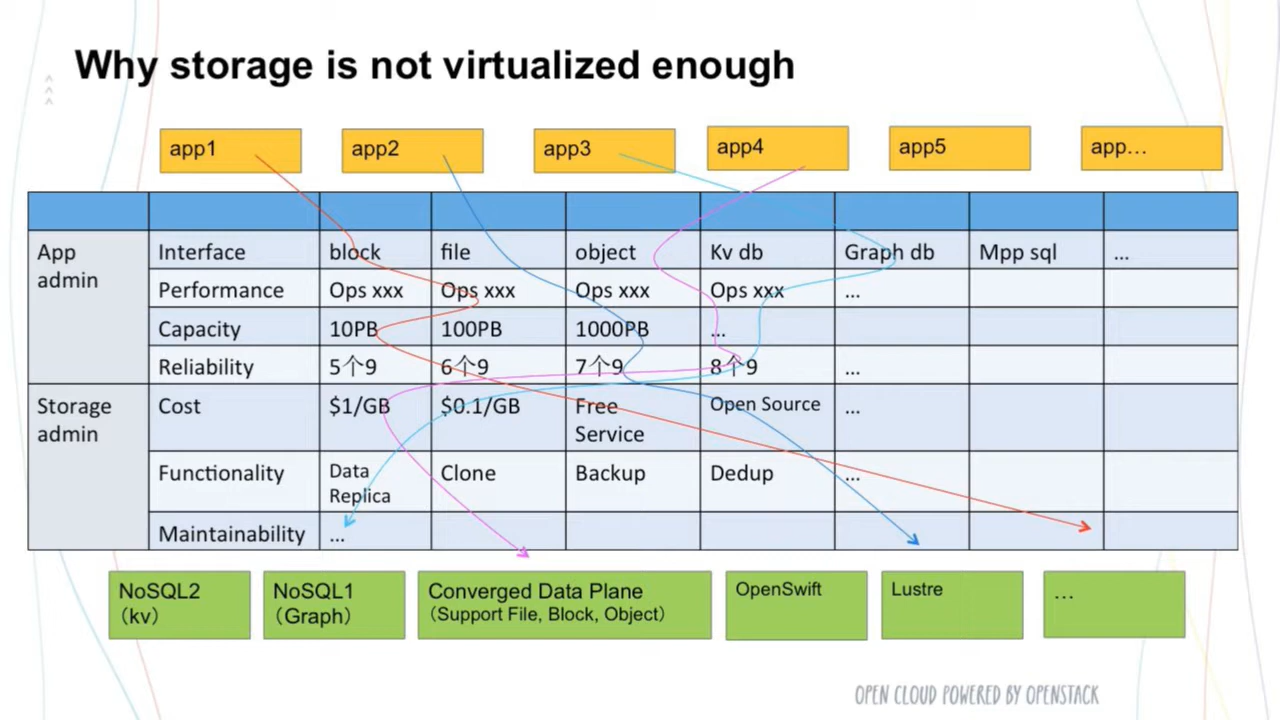 Why storage is not virtualized enough
app1
app2
app3
app4
app5
app…
App admin
Interface
block
file
object
Kv db
Graph db
Mpp sql
…
Performance
Ops xxx
Ops xxx
Ops xxx
Ops xxx
…
Capacity
10PB
100PB
1000PB
…
Reliability
5个9
6个9
7个9
8个9
…
Storage admin
Cost
$1/GB
$0.1/GB
Free
Service
Open Source
…
Functionality
Data
Replica
Clone
Backup
Dedup
…
Maintainability
…
NoSQL2
（kv）
NoSQL1
（Graph）
Converged Data Plane
（Support File, Block, Object）
OpenSwift
Lustre
…
OPEN CLOUD POWERED BY OPENSTACK